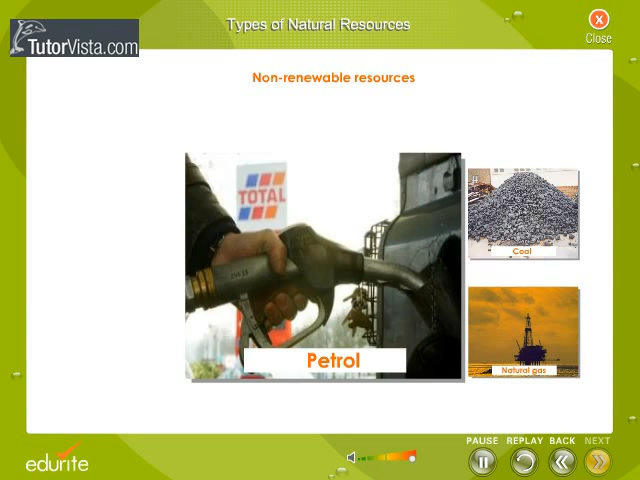 Types of Natural Resources
Close
TutorVista.com
Non-renewable resources
TOTAL
Coal
Petrol
Natural gas
PAUSE REPLAY BACK NEXT
edurite